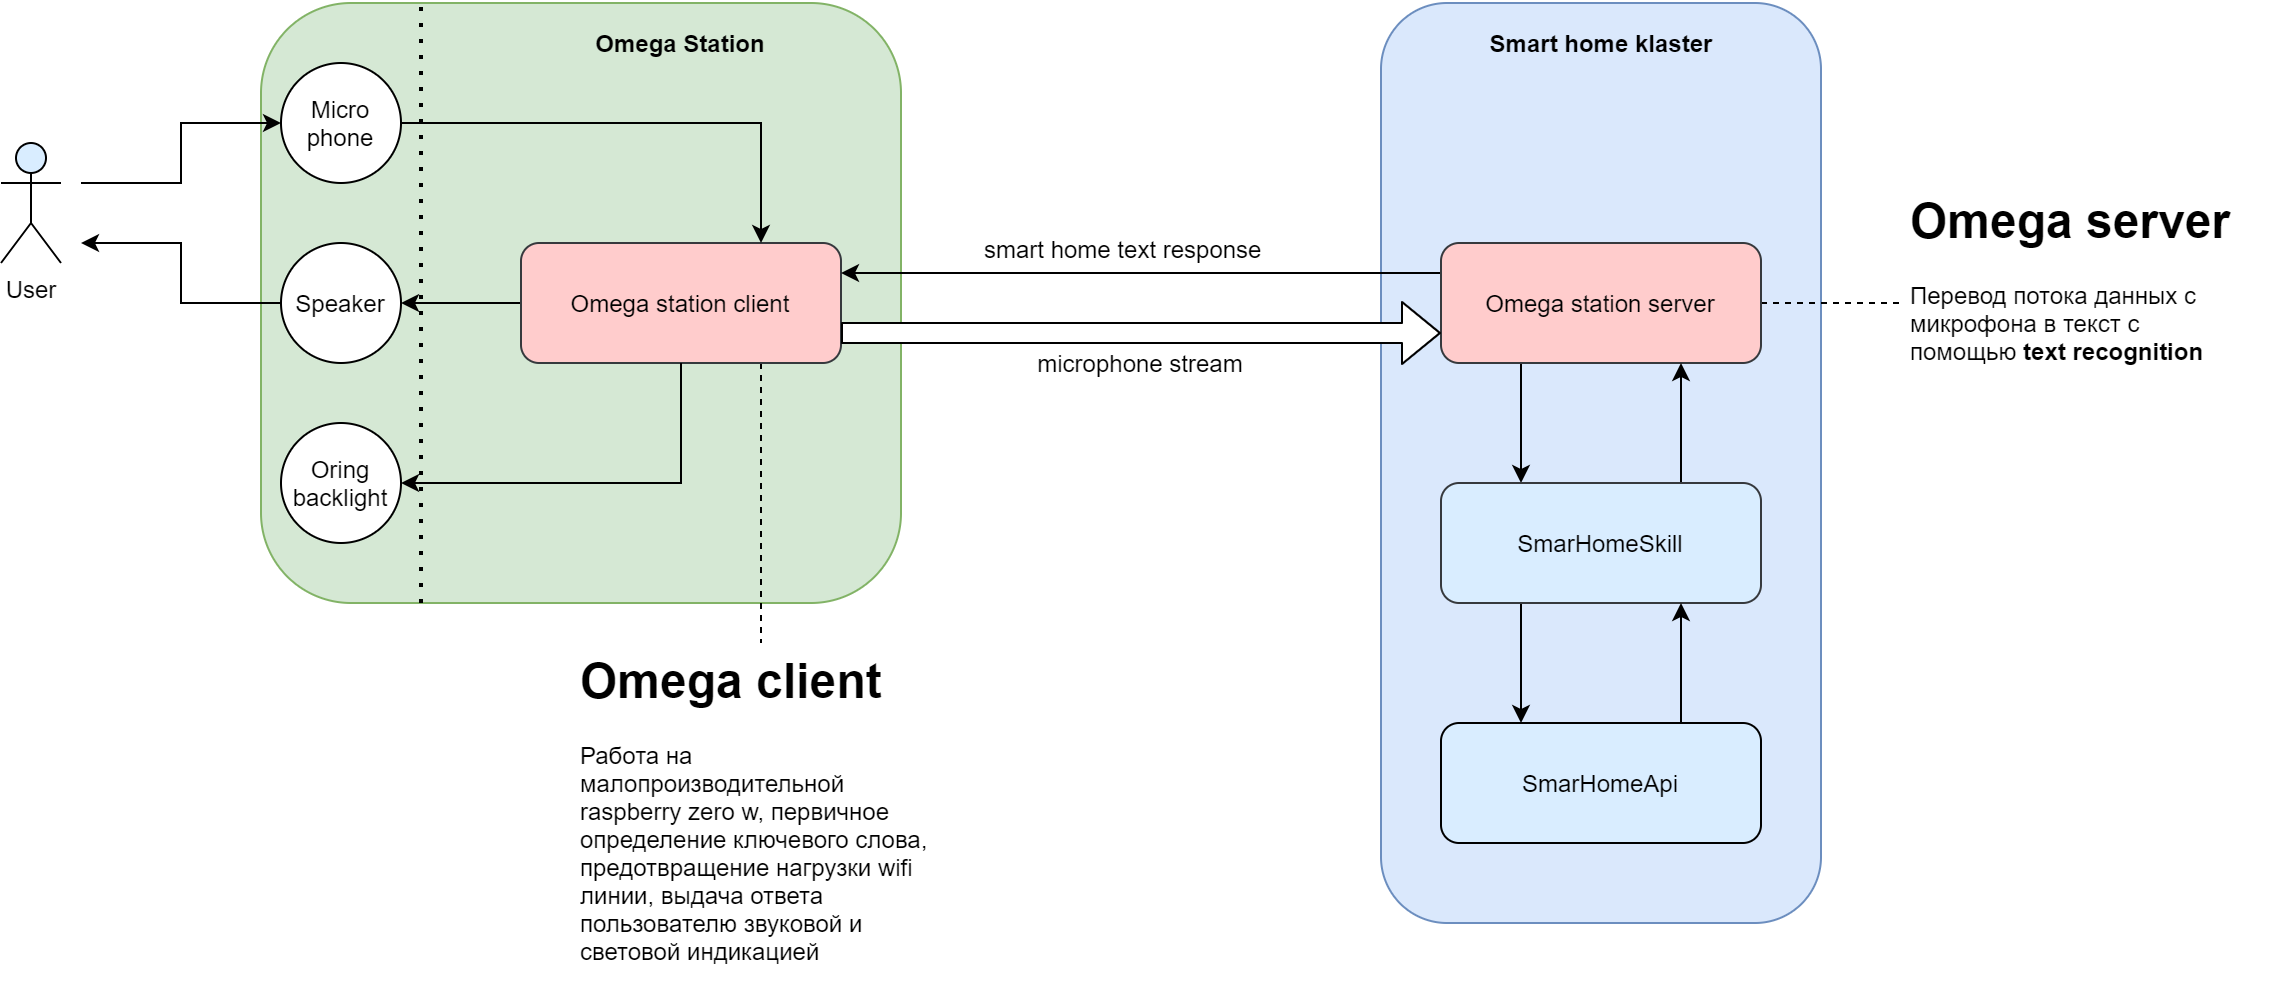 Omega Station
Smart home klaster
Micro
phone
User
Speaker
Oring
backlight
Omega station client
smart home text response
microphone stream
Omega station server
SmarHomeSkill
SmarHomeApi
Omega server
Перевод потока данных с
микрофона в текст с
помощью text recognition
Omega client
Работа на
малопроизводительной
raspberry zero w, первичное
определение ключевого слова,
предотвращение нагрузки wifi
линии, выдача ответа
пользователю звуковой и
световой индикацией